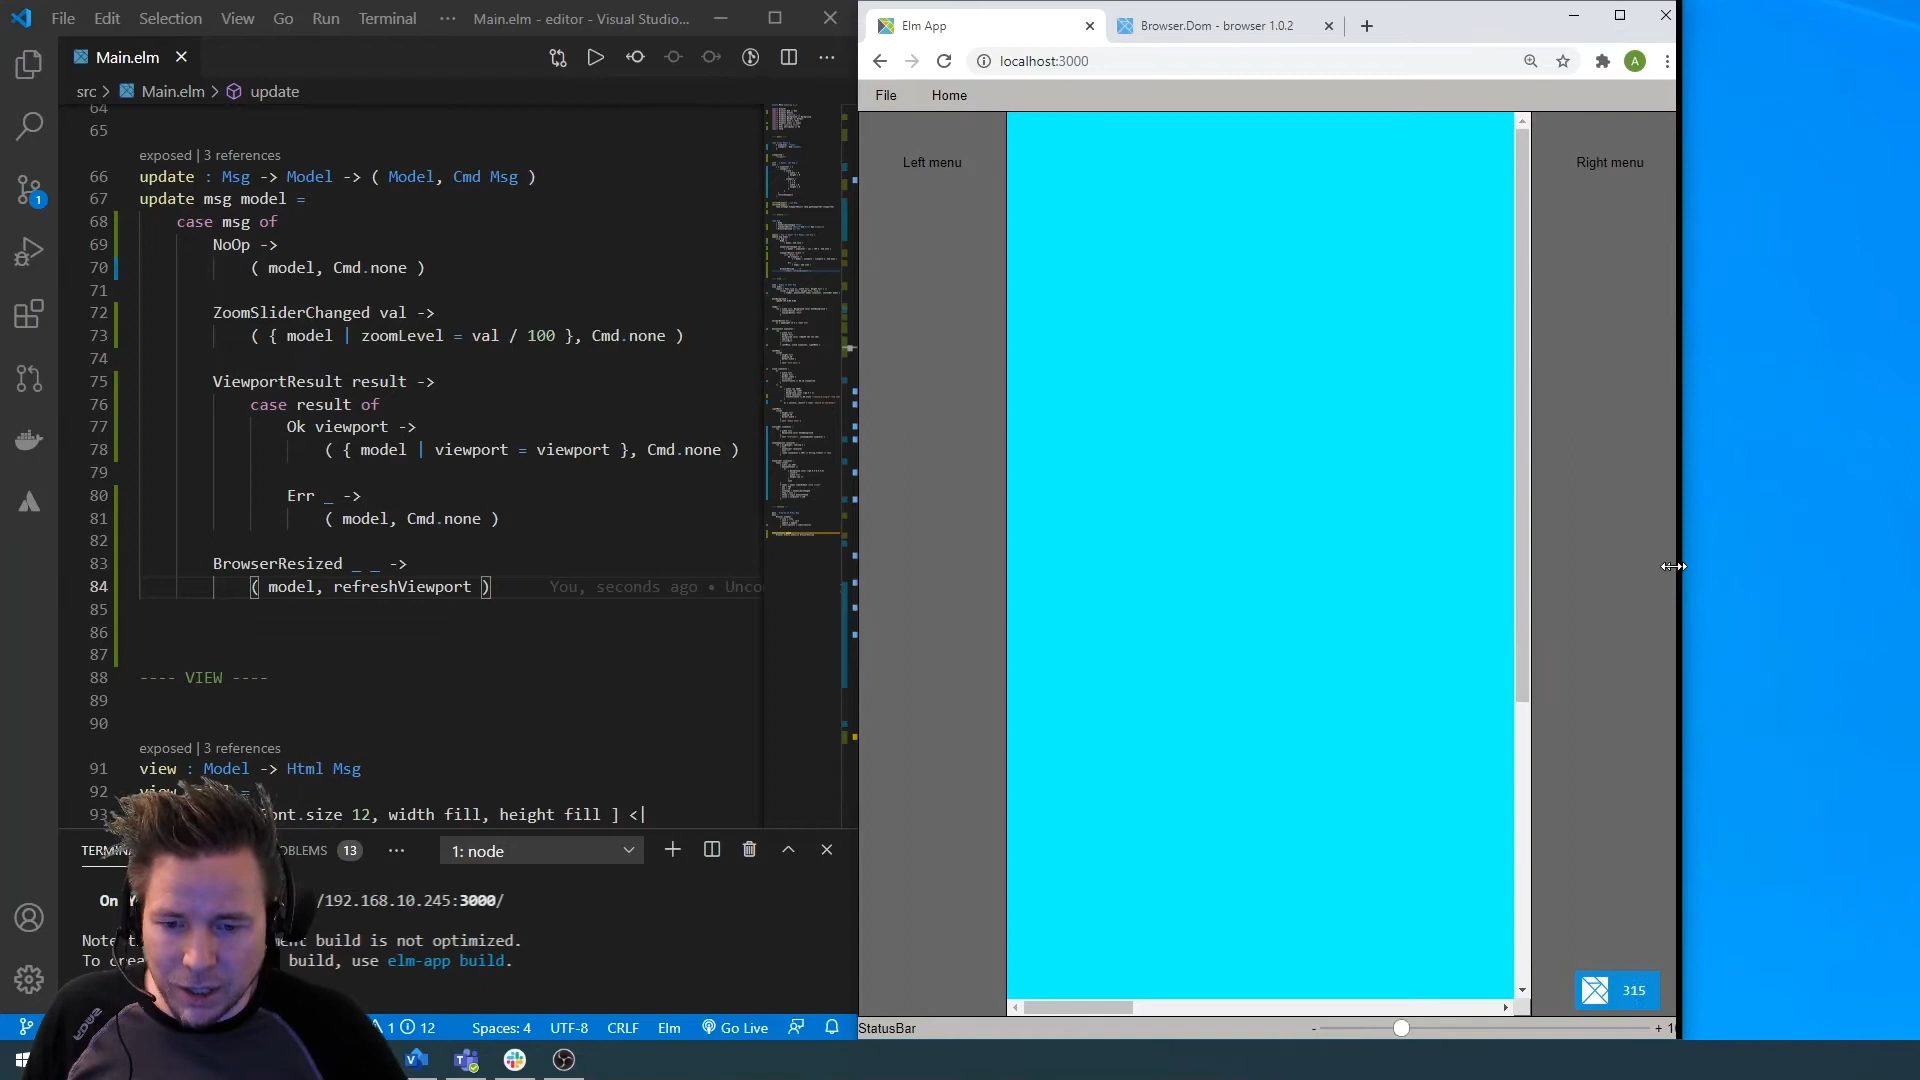 File Edit Selection View Go Run Terminal ··· Main.elm - editor - Visual Studio...
Main.elm
src > Main.elm > update
64
65
exposed | 3 references
66 update : Msg -> Model -> ( Model, Cmd Msg )
67 update msg model =
68 case msg of
69 NoOp ->
70 ( model, Cmd.none )
71
72 ZoomSliderChanged val ->
73 ( { model | zoomLevel = val / 100 }, Cmd.none )
74
75 ViewportResult result ->
76 case result of
77 Ok viewport ->
78 ( { model | viewport = viewport }, Cmd.none )
79
80 Err _ ->
81 ( model, Cmd.none )
82
83 BrowserResized _ _ ->
84 ( model, refreshViewport ) You, seconds ago • Unco
85
86
87
88 ---- VIEW ----
89
90
exposed | 3 references
91 view : Model -> Html Msg
92 view =
93 font.size 12, width fill, height fill ] <|
1
TERMIN OBLEMS 13 ··· 1: node
On Y /192.168.10.245:3000/
Note t ent build is not optimized.
To crea build, use elm-app build.
1 12 Spaces: 4 UTF-8 CRLF Elm Go Live
Elm App
Browser.Dom - browser 1.0.2
localhost:3000
A
File Home
Left menu
Right menu
315
StatusBar
- + 1